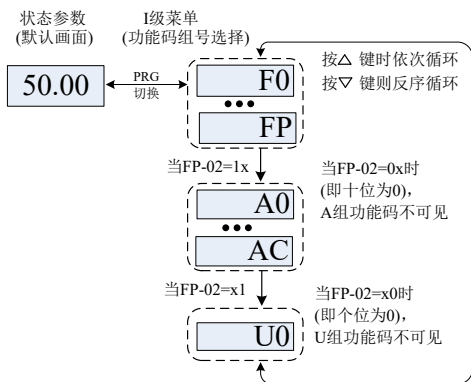 状态参数
(默认画面)
I级菜单
(功能码组号选择)
50.00
PRG
切换
F0
•••
FP
按△ 键时依次循环
按▽ 键则反序循环
当FP-02=1x
当FP-02=0x时
(即十位为0),
A组功能码不可见
A0
•••
AC
当FP-02=x1
当FP-02=x0时
(即个位为0),
U组功能码不可见
U0